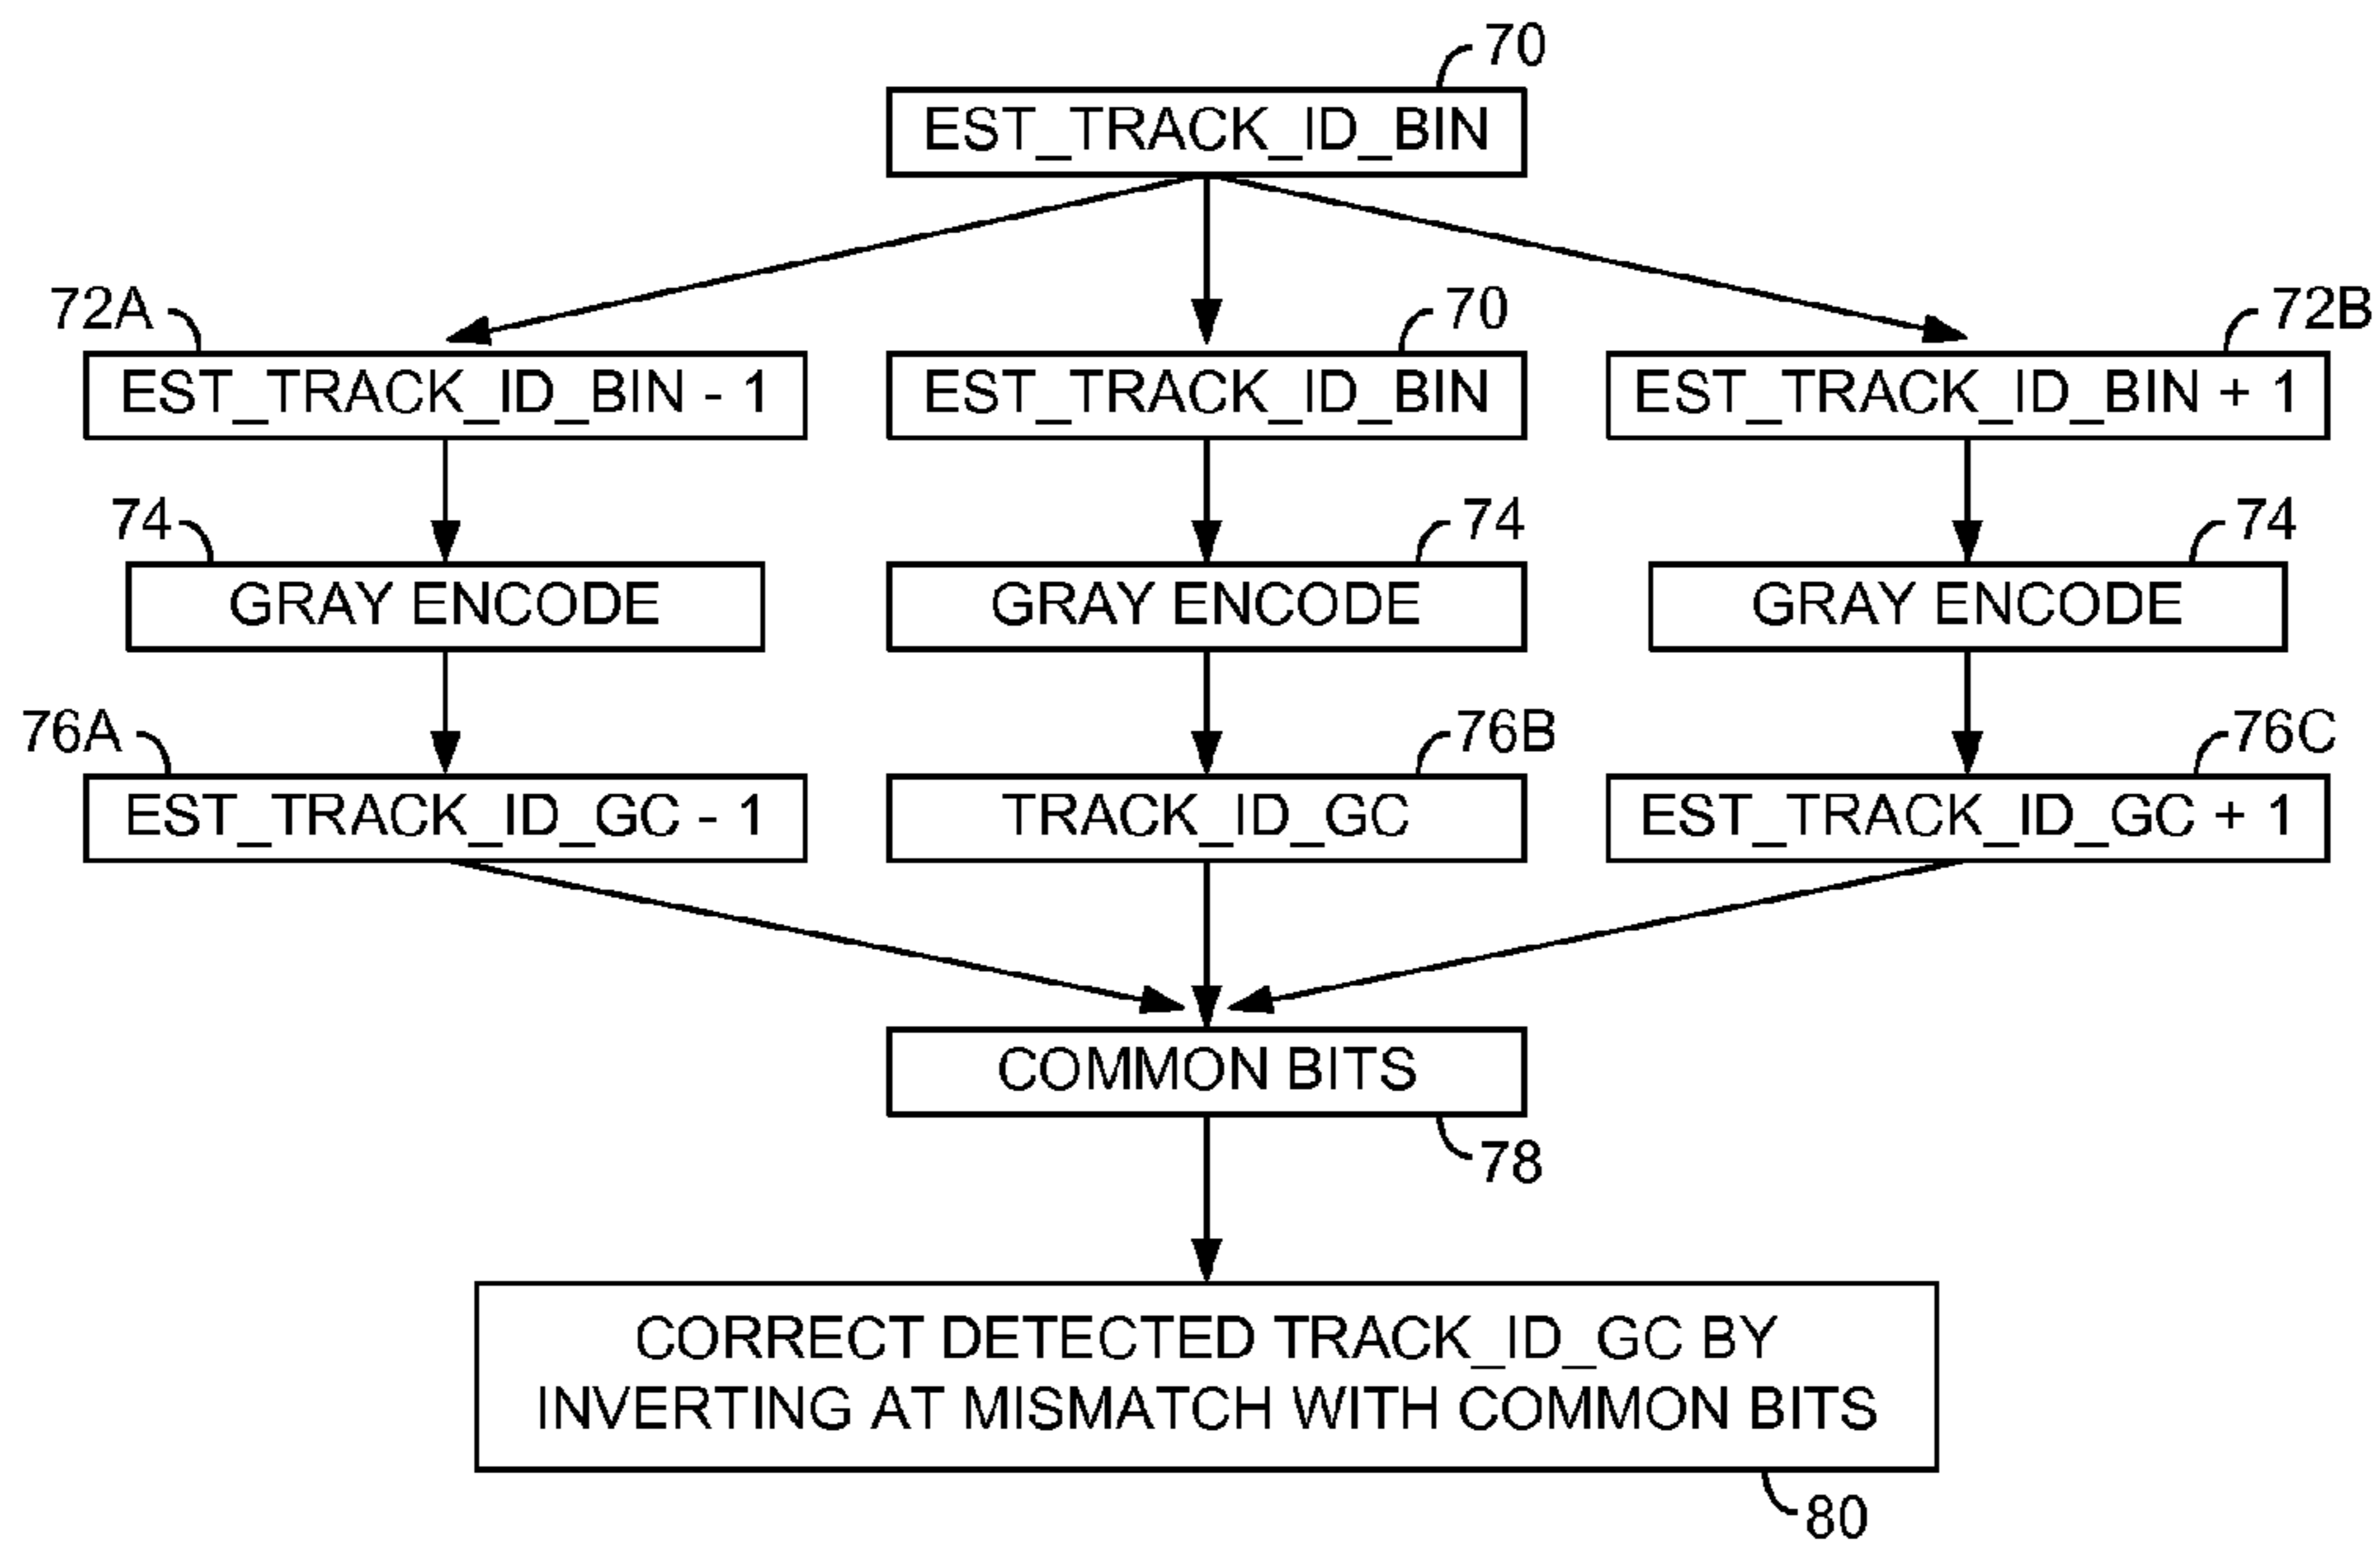 70
EST_TRACK_ID_BIN
72A
70
72B
EST_TRACK_ID_BIN - 1
EST_TRACK_ID_BIN
EST_TRACK_ID_BIN + 1
74
74
74
GRAY ENCODE
GRAY ENCODE
GRAY ENCODE
76A
76B
76C
EST_TRACK_ID_GC - 1
TRACK_ID_GC
EST_TRACK_ID_GC + 1
COMMON BITS
78
CORRECT DETECTED TRACK_ID_GC BY
INVERTING AT MISMATCH WITH COMMON BITS
80